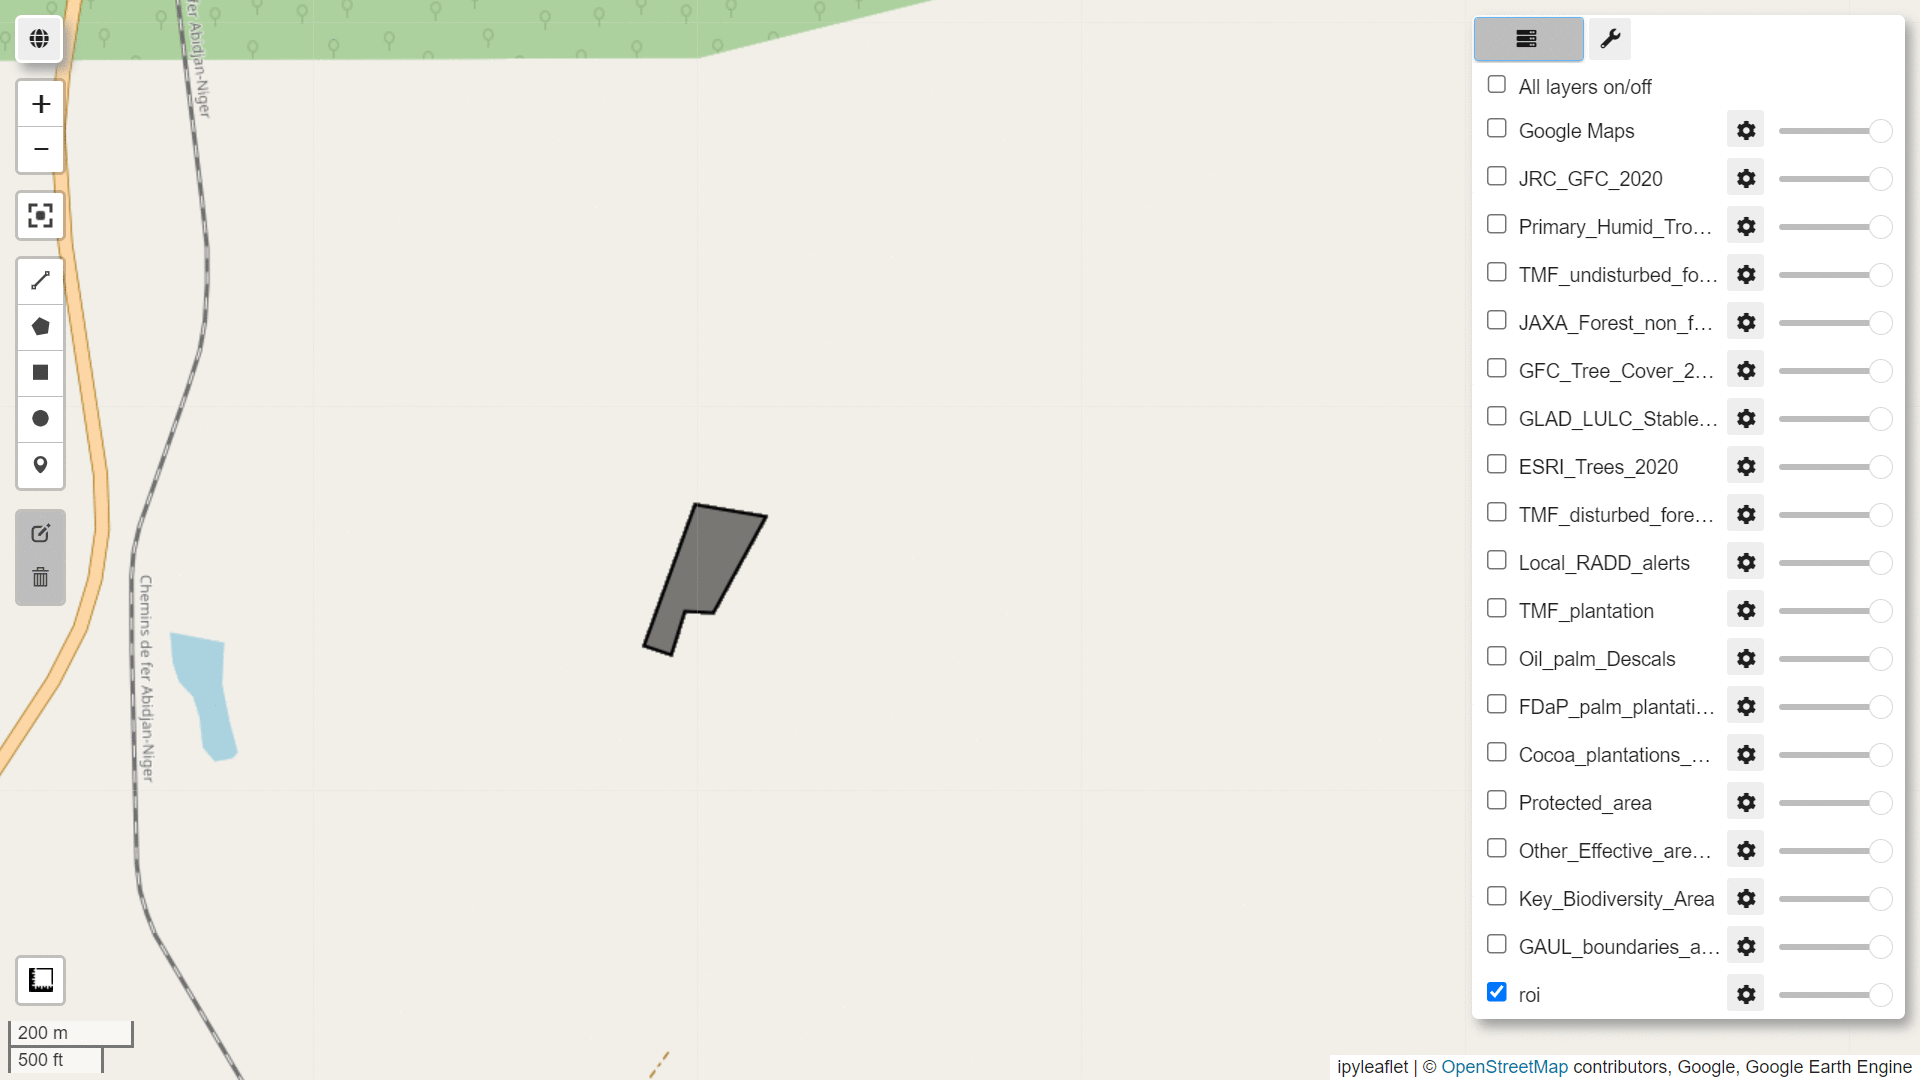 fer Abidjan-Niger
Chemins de fer Abidjan-Niger
+
−
200 m
500 ft
All layers on/off
Google Maps
JRC_GFC_2020
Primary_Humid_Tro…
TMF_undisturbed_fo…
JAXA_Forest_non_f…
GFC_Tree_Cover_2…
GLAD_LULC_Stable…
ESRI_Trees_2020
TMF_disturbed_fore…
Local_RADD_alerts
TMF_plantation
Oil_palm_Descals
FDaP_palm_plantati…
Cocoa_plantations_…
Protected_area
Other_Effective_are…
Key_Biodiversity_Area
GAUL_boundaries_a…
roi
ipyleaflet | © OpenStreetMap contributors, Google, Google Earth Engine